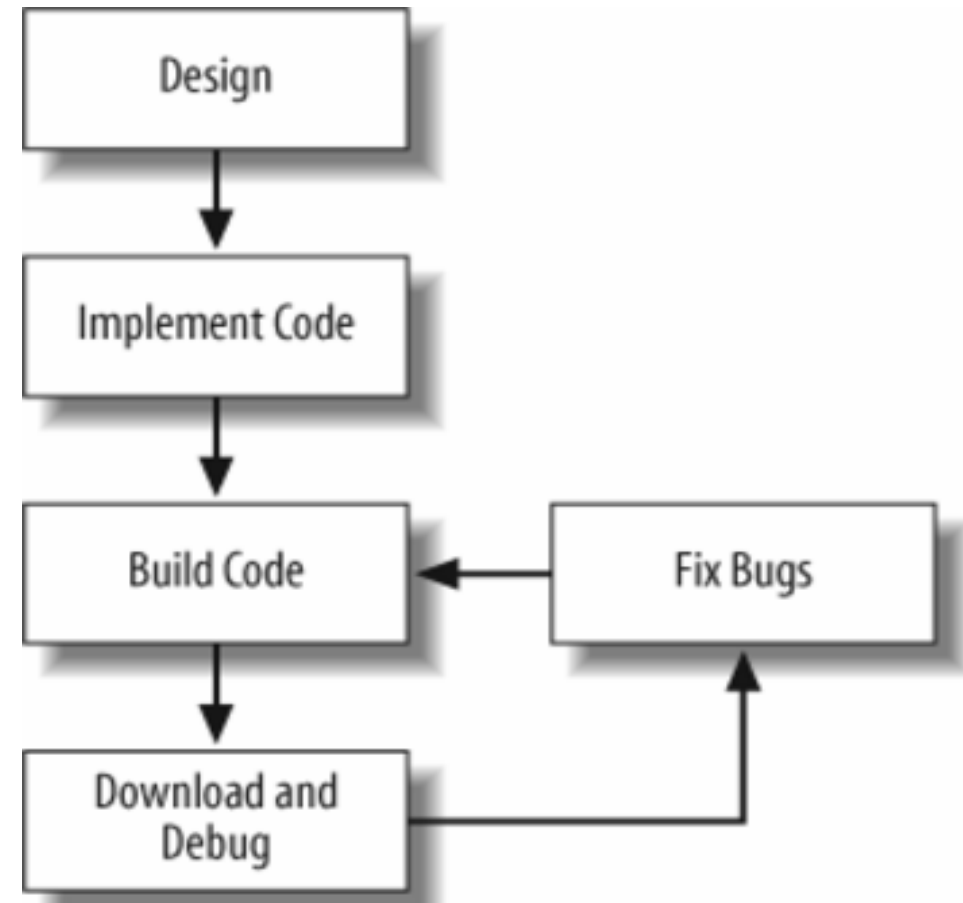 Design
Implement Code
Build Code
Fix Bugs
Download and
Debug